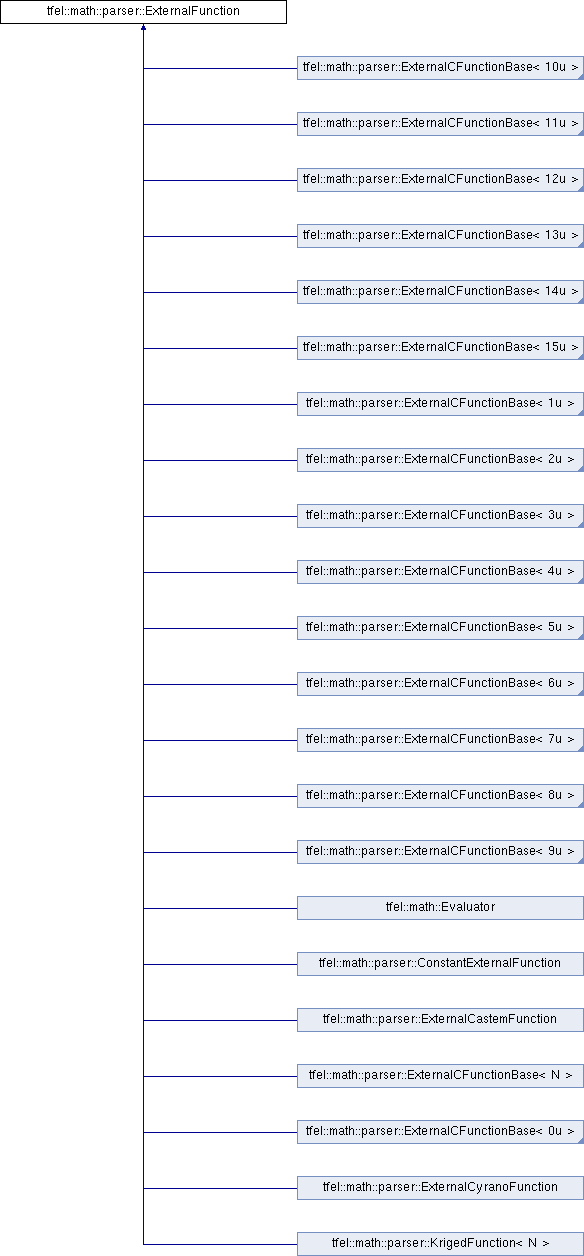 tfel::math::parser::ExternalFunction
tfel::math::parser::ExternalCFunctionBase< 10u >
tfel::math::parser::ExternalCFunctionBase< 11u >
tfel::math::parser::ExternalCFunctionBase< 12u >
tfel::math::parser::ExternalCFunctionBase< 13u >
tfel::math::parser::ExternalCFunctionBase< 14u >
tfel::math::parser::ExternalCFunctionBase< 15u >
tfel::math::parser::ExternalCFunctionBase< 1u >
tfel::math::parser::ExternalCFunctionBase< 2u >
tfel::math::parser::ExternalCFunctionBase< 3u >
tfel::math::parser::ExternalCFunctionBase< 4u >
tfel::math::parser::ExternalCFunctionBase< 5u >
tfel::math::parser::ExternalCFunctionBase< 6u >
tfel::math::parser::ExternalCFunctionBase< 7u >
tfel::math::parser::ExternalCFunctionBase< 8u >
tfel::math::parser::ExternalCFunctionBase< 9u >
tfel::math::Evaluator
tfel::math::parser::ConstantExternalFunction
tfel::math::parser::ExternalCastemFunction
tfel::math::parser::ExternalCFunctionBase< N >
tfel::math::parser::ExternalCFunctionBase< 0u >
tfel::math::parser::ExternalCyranoFunction
tfel::math::parser::KrigedFunction< N >